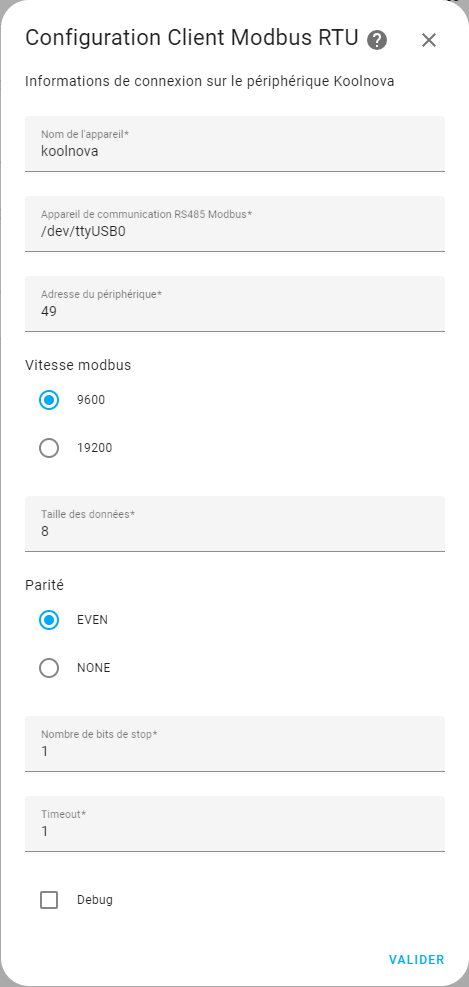 Configuration Client Modbus RTU ?
Informations de connexion sur le périphérique Koolnova
Nom de l'appareil*
koolnova
Appareil de communication RS485 Modbus*
/dev/ttyUSB0
Adresse du périphérique*
49
Vitesse modbus
9600
19200
Taille des données*
8
Parité
EVEN
NONE
Nombre de bits de stop*
1
Timeout*
1
Debug
VALIDER